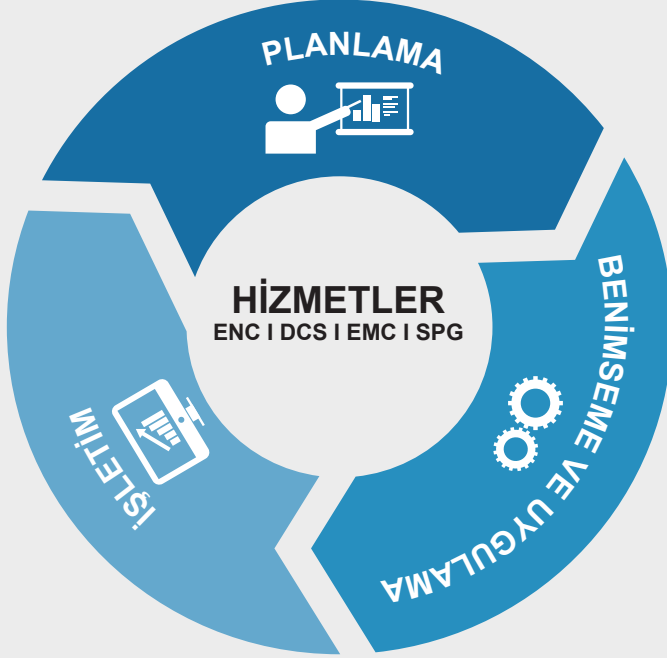 PLANLAMA
HİZMETLER
ENC I DCS I EMC I SPG
BENİMSEME VE UYGULAMA
İŞLETİM